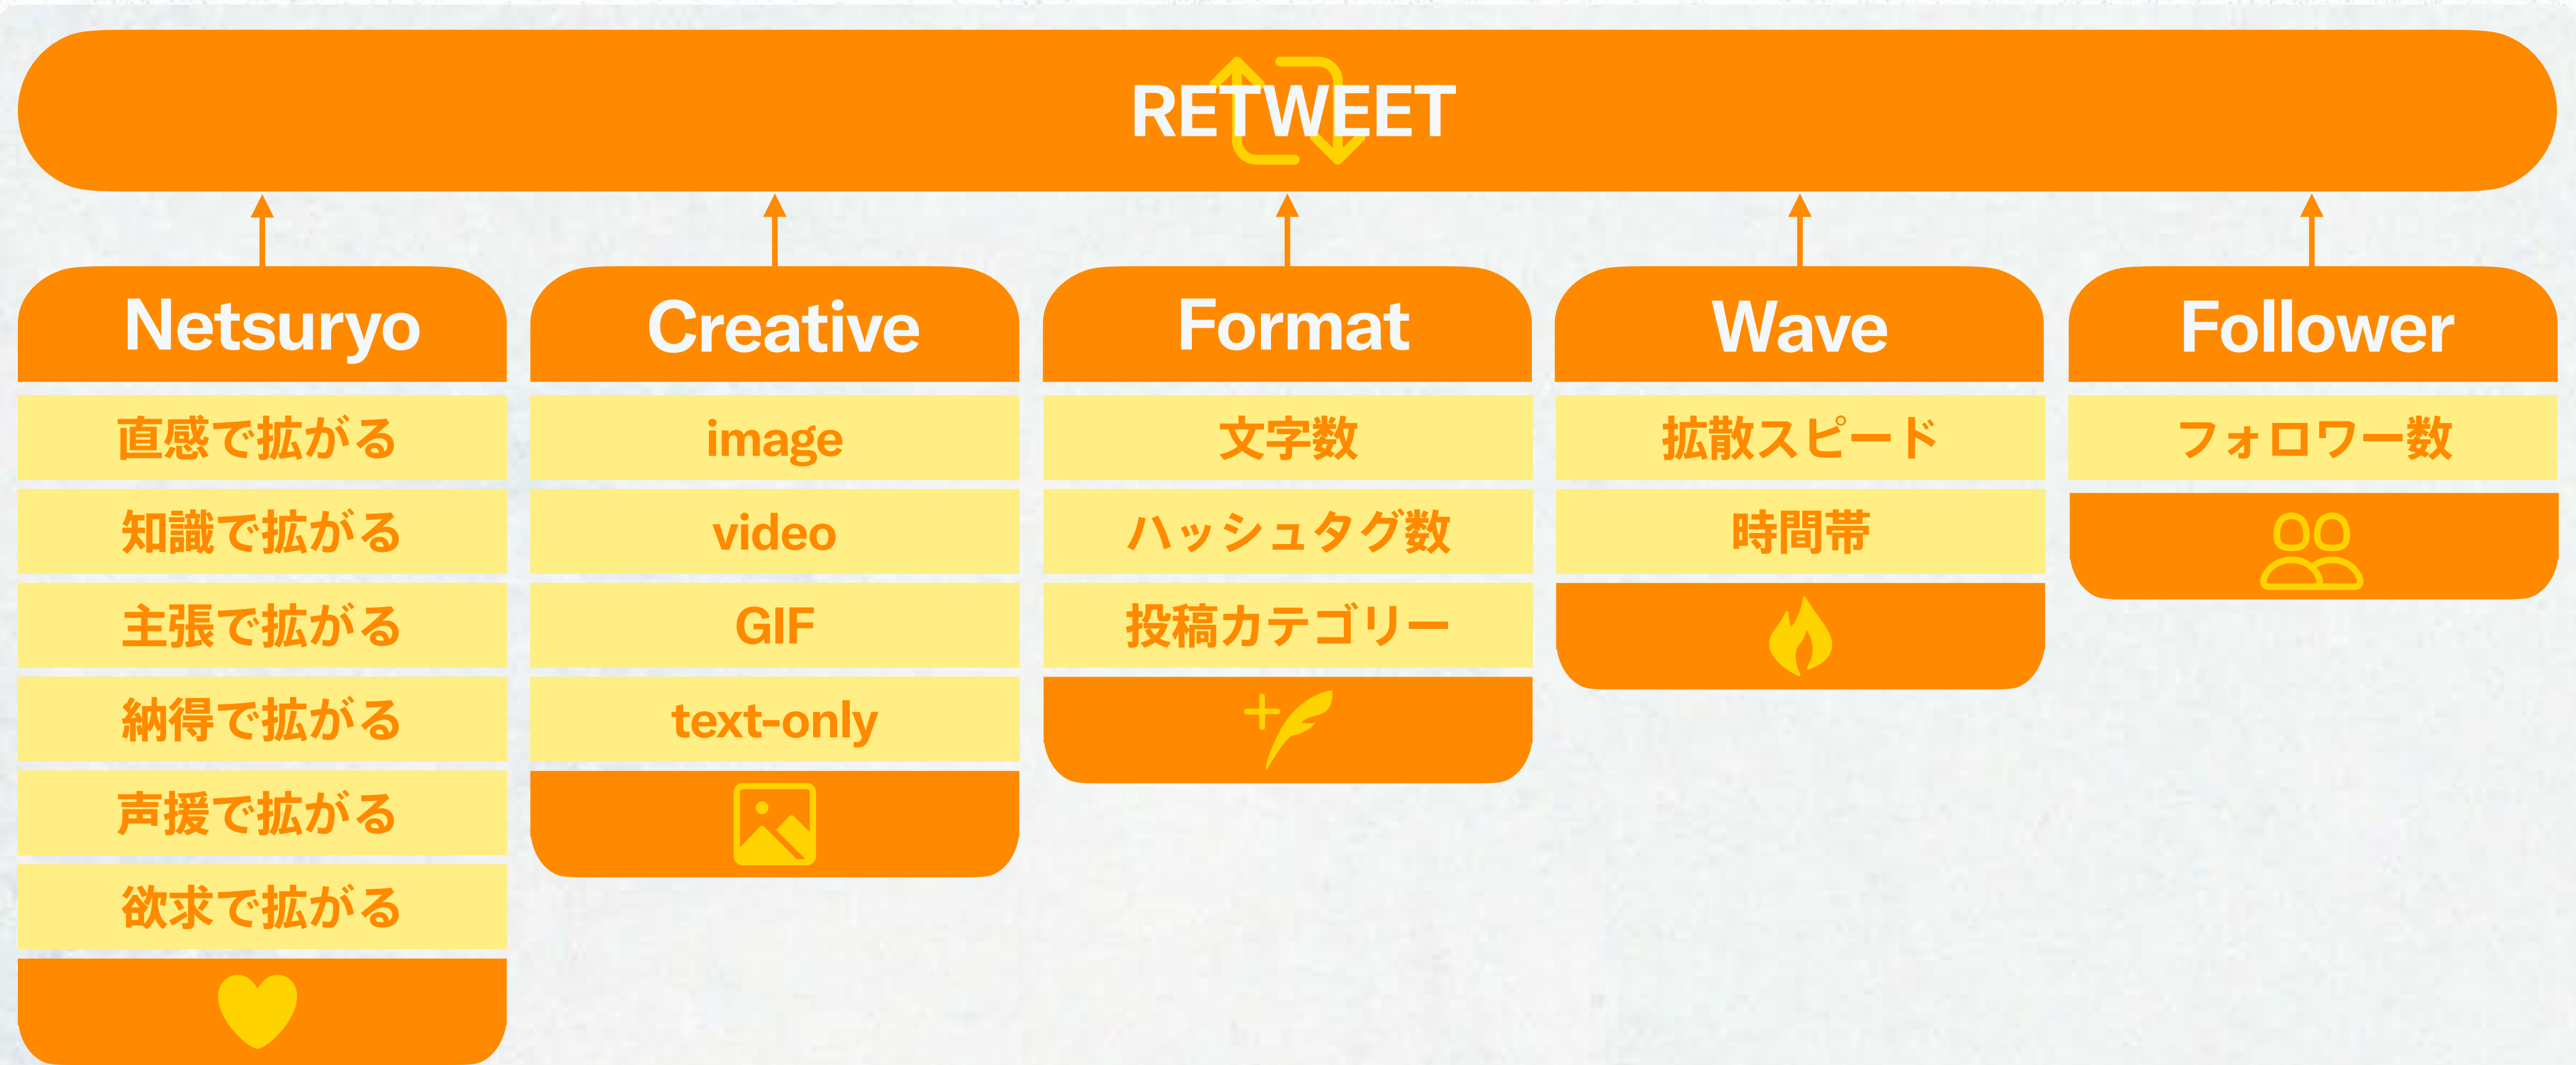 RETWEET
Netsuryo
直感で拡がる
知識で拡がる
主張で拡がる
納得で拡がる
声援で拡がる
欲求で拡がる
Creative
image
video
GIF
text-only
Format
文字数
ハッシュタグ数
投稿カテゴリー
Wave
拡散スピード
時間帯
Follower
フォロワー数